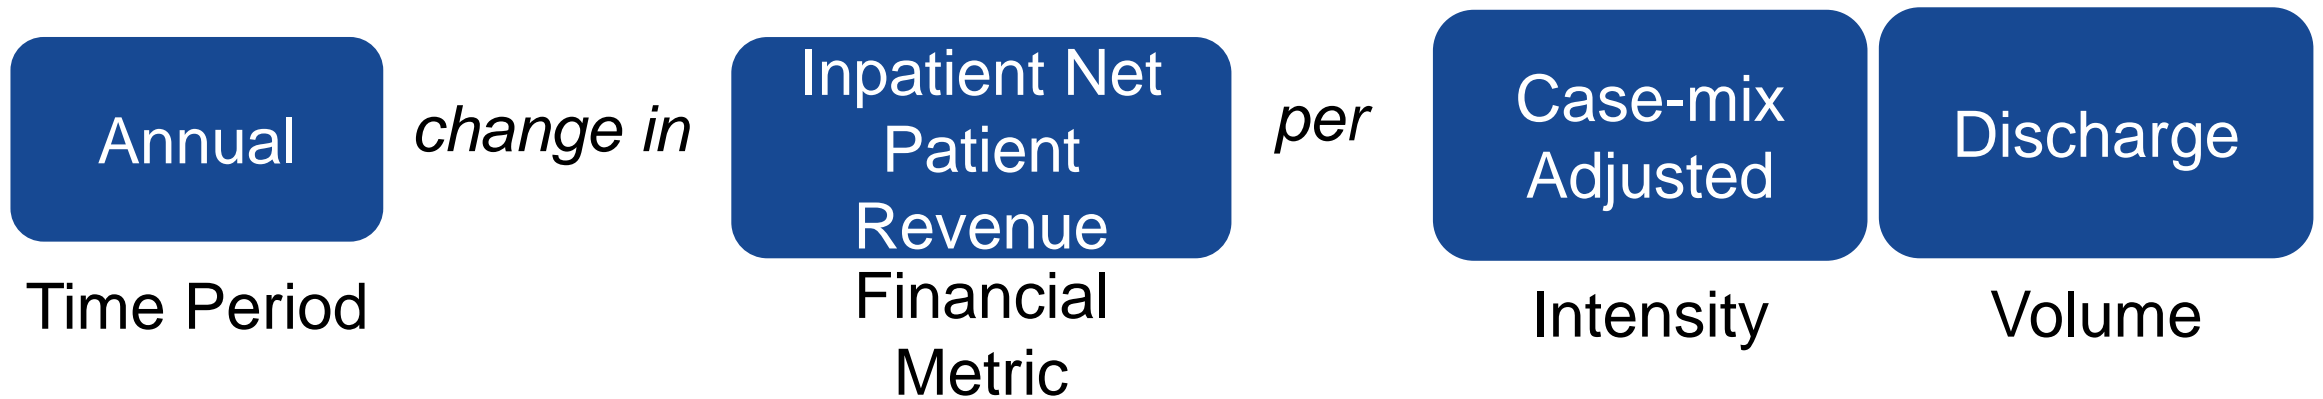 Annual
change in
Inpatient Net
Patient
Revenue
per
Case-mix
Adjusted
Discharge
Time Period
Financial
Metric
Intensity
Volume